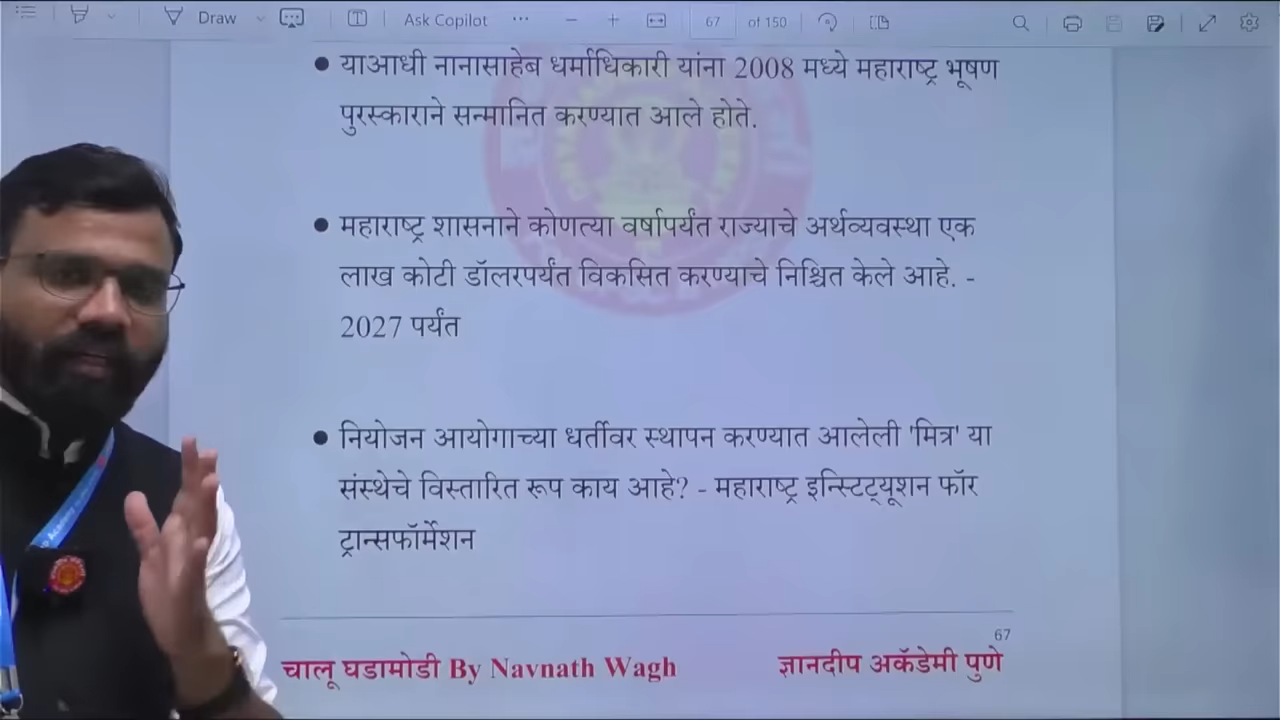 Draw
Ask Copilot
67 of 150
याआधी नानासाहेब धर्माधिकारी यांना 2008 मध्ये महाराष्ट्र भूषण
पुरस्काराने सन्मानित करण्यात आले होते.
महाराष्ट्र शासनाने कोणत्या वर्षापर्यंत राज्याचे अर्थव्यवस्था एक
लाख कोटी डॉलरपर्यंत विकसित करण्याचे निश्चित केले आहे. -
2027 पर्यंत
नियोजन आयोगाच्या धर्तीवर स्थापन करण्यात आलेली 'मित्र' या
संस्थेचे विस्तारित रूप काय आहे? - महाराष्ट्र इन्स्टिट्यूशन फॉर
ट्रान्सफॉर्मेशन
67
चालू घडामोडी By Navnath Wagh
ज्ञानदीप अकॅडेमी पुणे